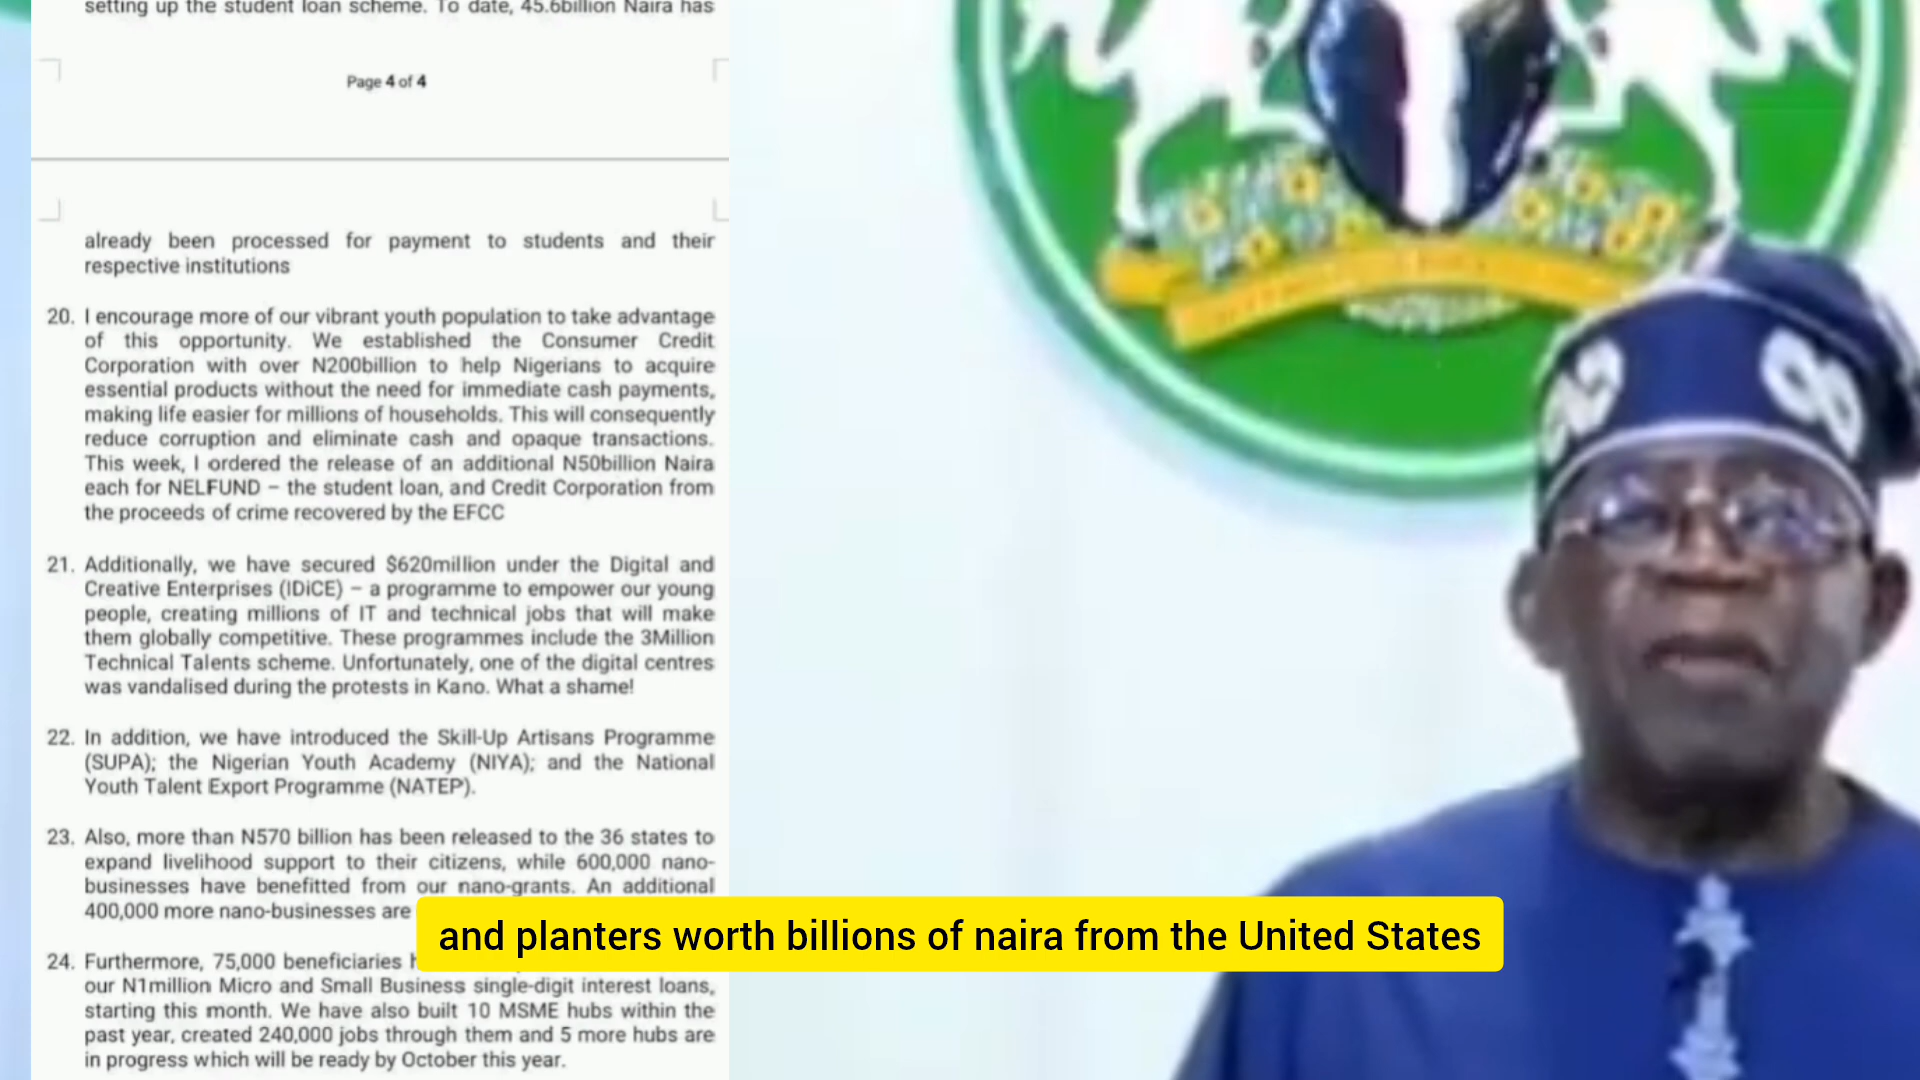 setting up the student loan scheme. To date, 45.6billion Naira has
Page 4 of 4
already been processed for payment to students and their
respective institutions
20. I encourage more of our vibrant youth population to take advantage
of this opportunity. We established the Consumer Credit
Corporation with over N200billion to help Nigerians to acquire
essential products without the need for immediate cash payments,
making life easier for millions of households. This will consequently
reduce corruption and eliminate cash and opaque transactions.
This week, I ordered the release of an additional N50billion Naira
each for NELFUND – the student loan, and Credit Corporation from
the proceeds of crime recovered by the EFCC
21. Additionally, we have secured $620million under the Digital and
Creative Enterprises (IDiCE) – a programme to empower our young
people, creating millions of IT and technical jobs that will make
them globally competitive. These programmes include the 3Million
Technical Talents scheme. Unfortunately, one of the digital centres
was vandalised during the protests in Kano. What a shame!
22. In addition, we have introduced the Skill-Up Artisans Programme
(SUPA); the Nigerian Youth Academy (NIYA); and the National
Youth Talent Export Programme (NATEP).
23. Also, more than N570 billion has been released to the 36 states to
expand livelihood support to their citizens, while 600,000 nano-
businesses have benefitted from our nano-grants. An additional
400,000 more nano-businesses are
24. Furthermore, 75,000 beneficiaries
our N1million Micro and Small Business single-digit interest loans,
starting this month. We have also built 10 MSME hubs within the
past year, created 240,000 jobs through them and 5 more hubs are
in progress which will be ready by October this year.
and planters worth billions of naira from the United States